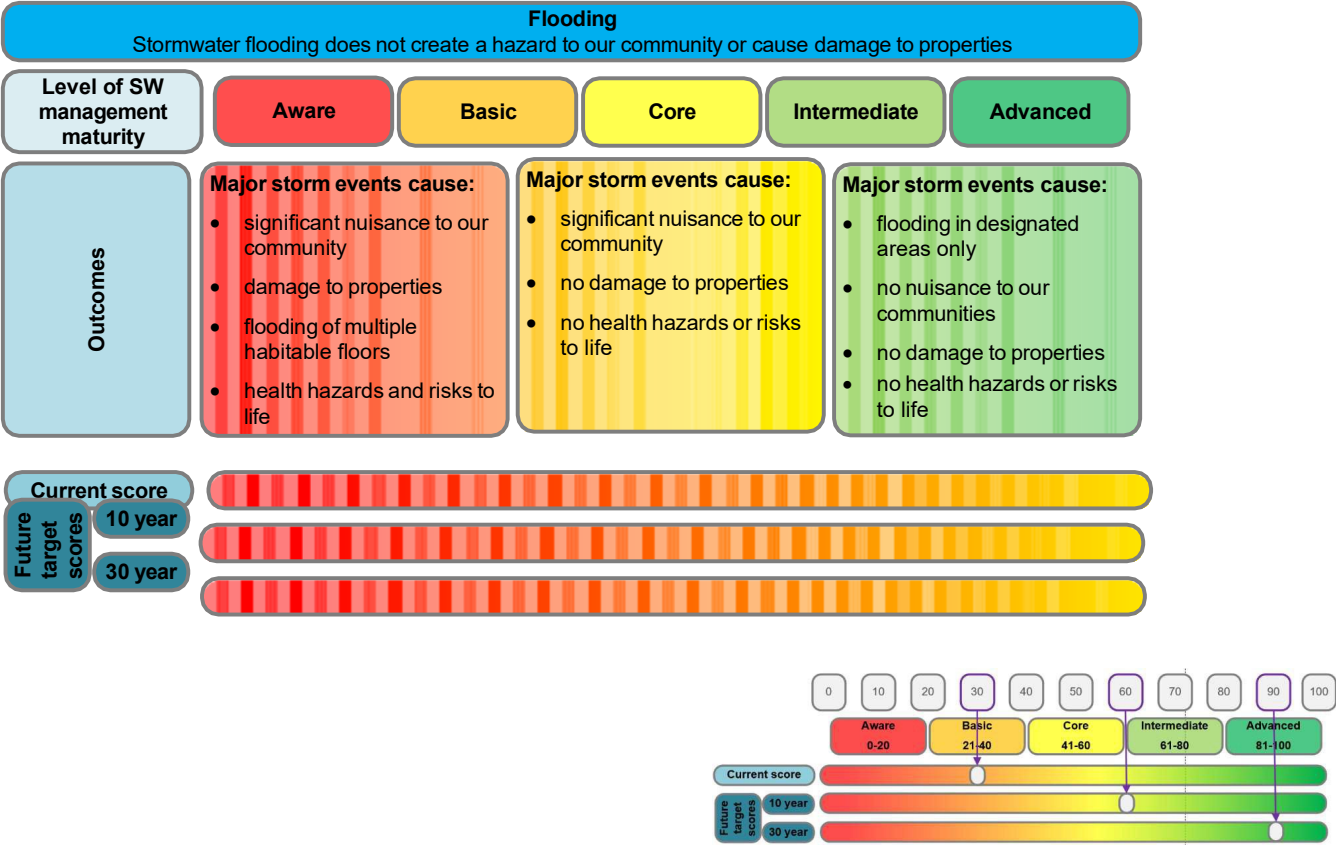 Flooding
Stormwater flooding does not create a hazard to our community or cause damage to properties
Level of SW
management
maturity
Aware
Basic
Core
Intermediate
Advanced
Outcomes
Major storm events cause:
• significant nuisance to our
community
• damage to properties
• flooding of multiple
habitable floors
• health hazards and risks to
life
Major storm events cause:
• significant nuisance to our
community
• no damage to properties
• no health hazards or risks
to life
Major storm events cause:
• flooding in designated
areas only
• no nuisance to our
communities
• no damage to properties
• no health hazards or risks
to life
Current score
Future
target
scores
10 year
30 year
0 10 20 30 40 50 60 70 80 90 100
Aware
0-20
Basic
21-40
Core
41-60
Intermediate
61-80
Advanced
81-100
Current score
Future
target
scores
10 year
30 year